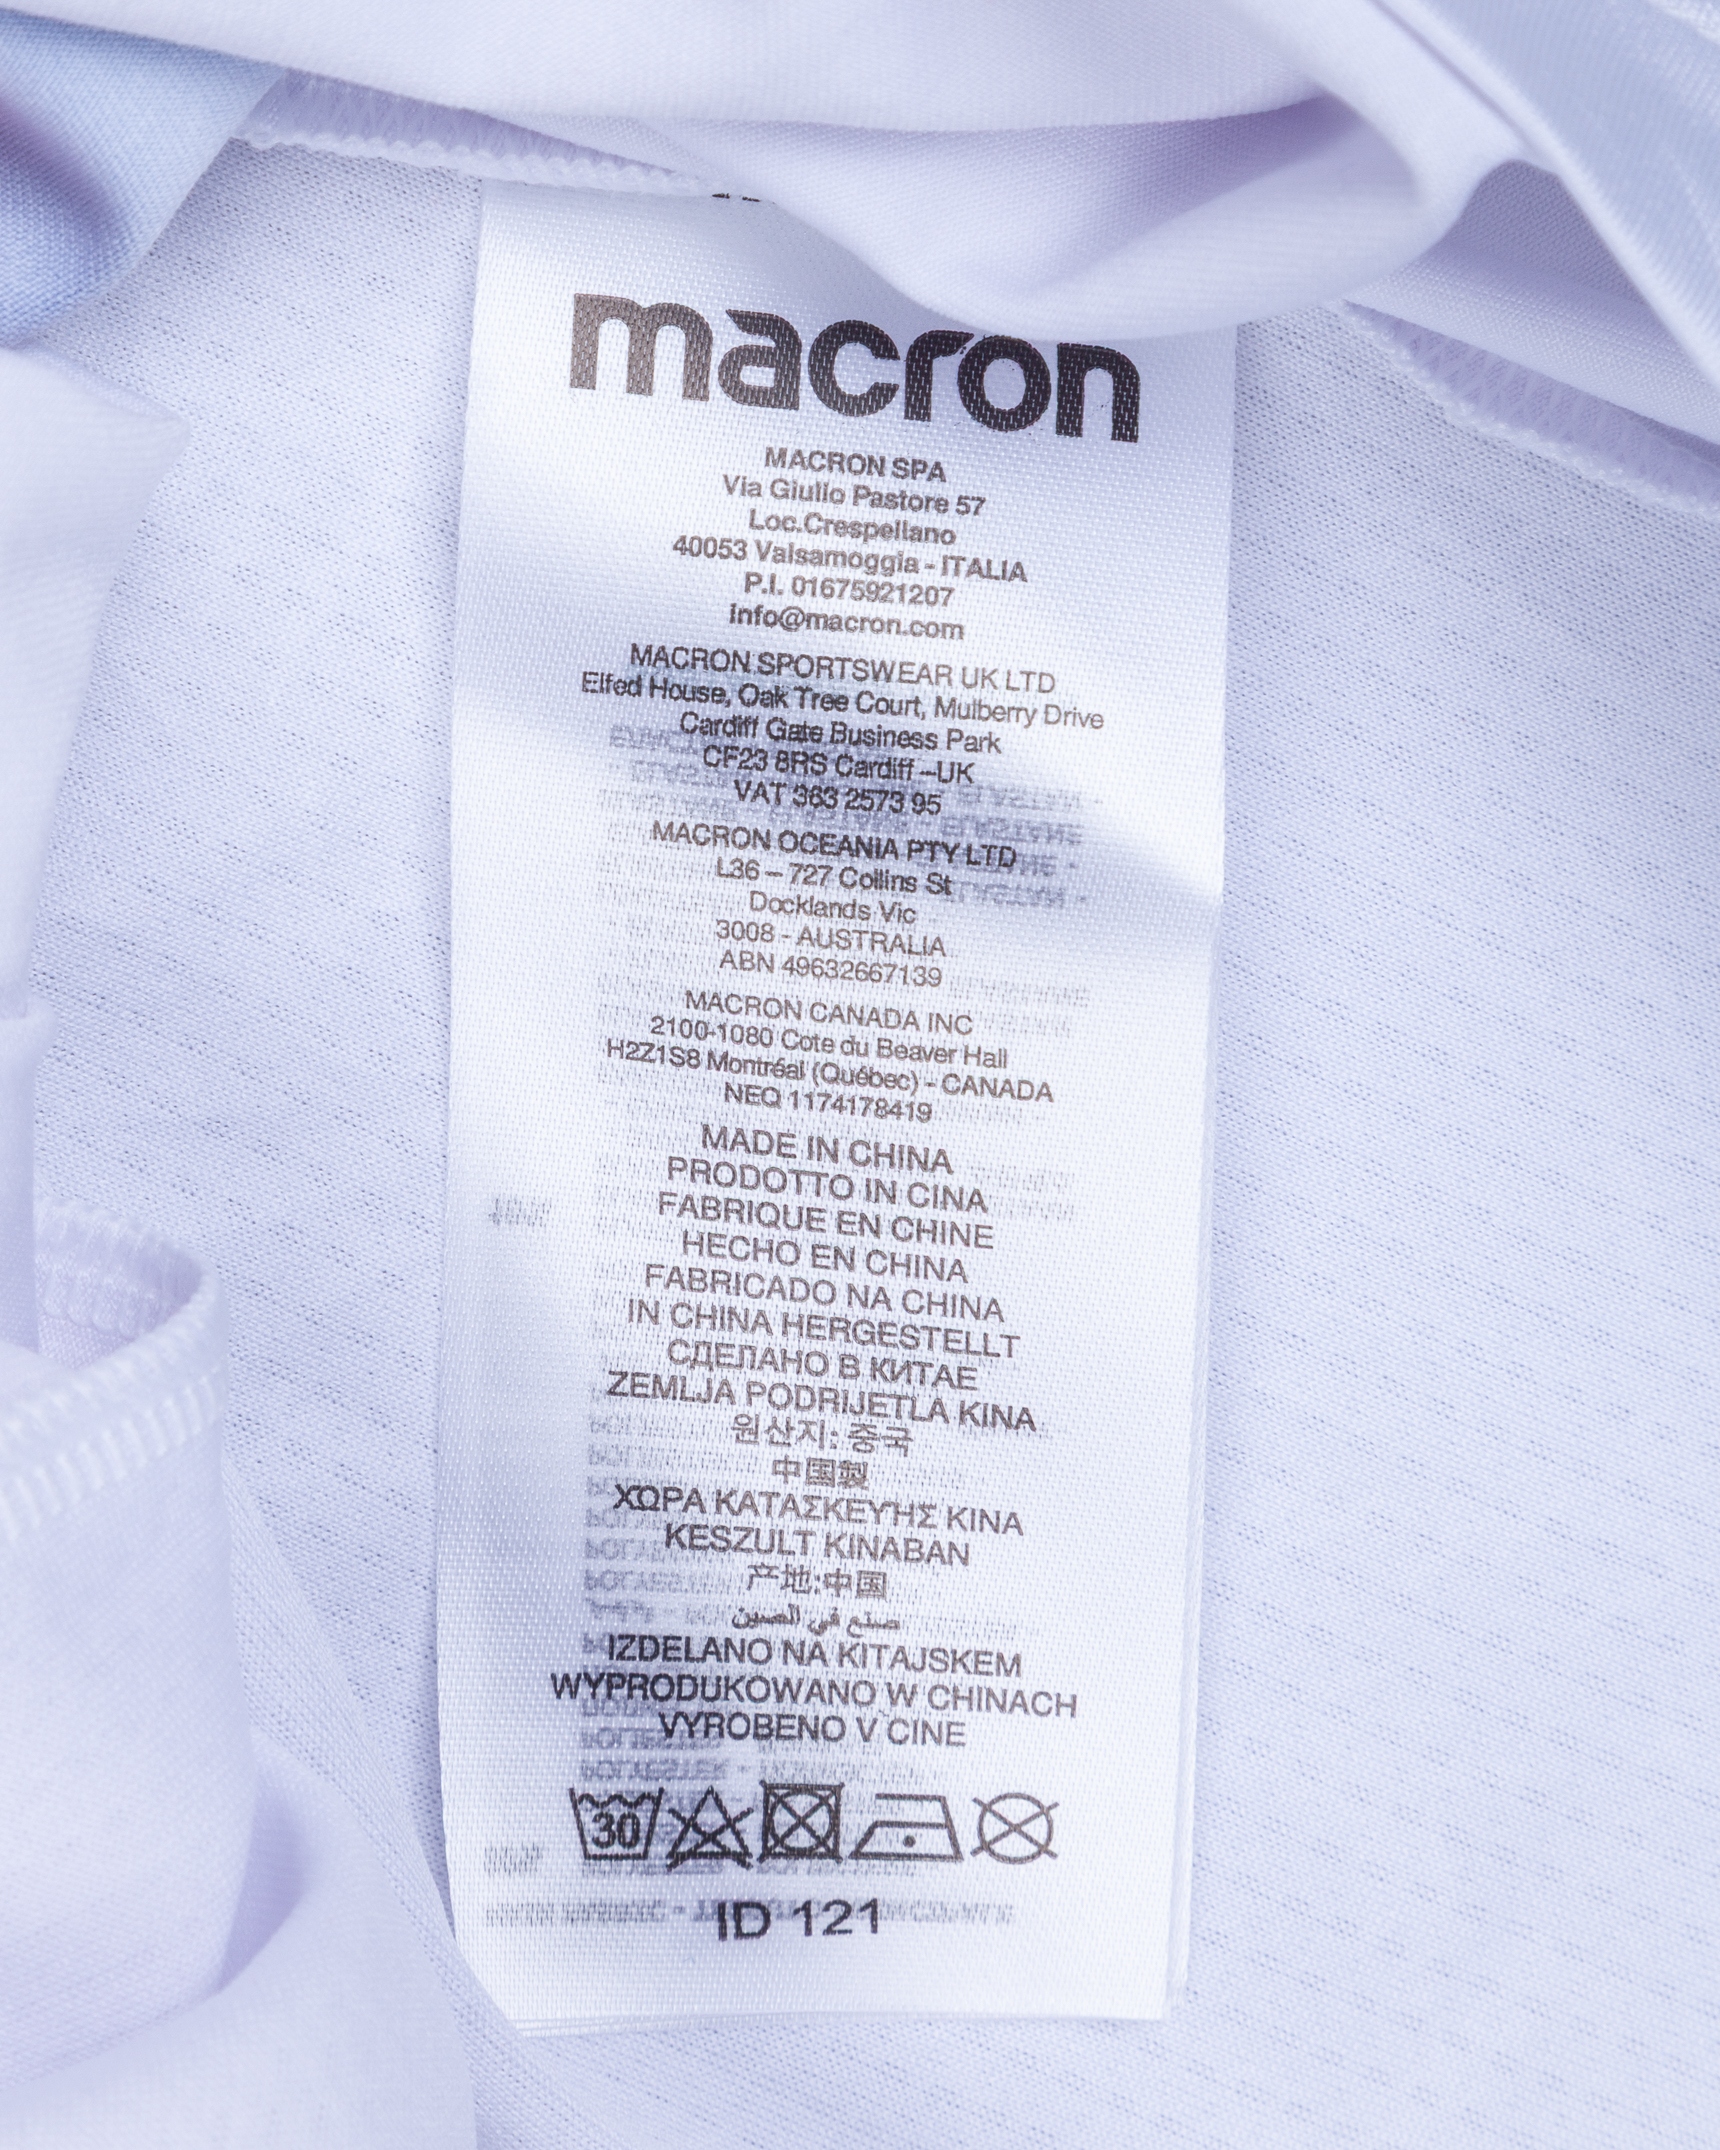 macron
MACRON SPA
Via Giulio Pastore 57
Loc.Crespellano
40053 Valsamoggia - ITALIA
P.I. 01675921207
info@macron.com
MACRON SPORTSWEAR UK LTD
Elfed House, Oak Tree Court, Mulberry Drive
Cardiff Gate Business Park
CF23 8RS Cardiff –UK
VAT 363 2573 95
MACRON OCEANIA PTY LTD
L36 – 727 Collins St
Docklands Vic
3008 - AUSTRALIA
ABN 49632667139
MACRON CANADA INC
2100-1080 Cote du Beaver Hall
H2Z1S8 Montréal (Québec) - CANADA
NEQ 1174178419
MADE IN CHINA
PRODOTTO IN CINA
FABRIQUE EN CHINE
HECHO EN CHINA
FABRICADO NA CHINA
IN CHINA HERGESTELLT
СДЕЛАНО В КИТАЕ
ZEMLJA PODRIJETLA KINA
원산지: 중국
中国製
ΧΩΡΑ ΚΑΤΑΣΚΕΥΗΣ ΚΙΝΑ
KESZULT KINABAN
产地:中国
صنع في الصين
IZDELANO NA KITAJSKEM
WYPRODUKOWANO W CHINACH
VYROBENO V CINE
30
ID 121